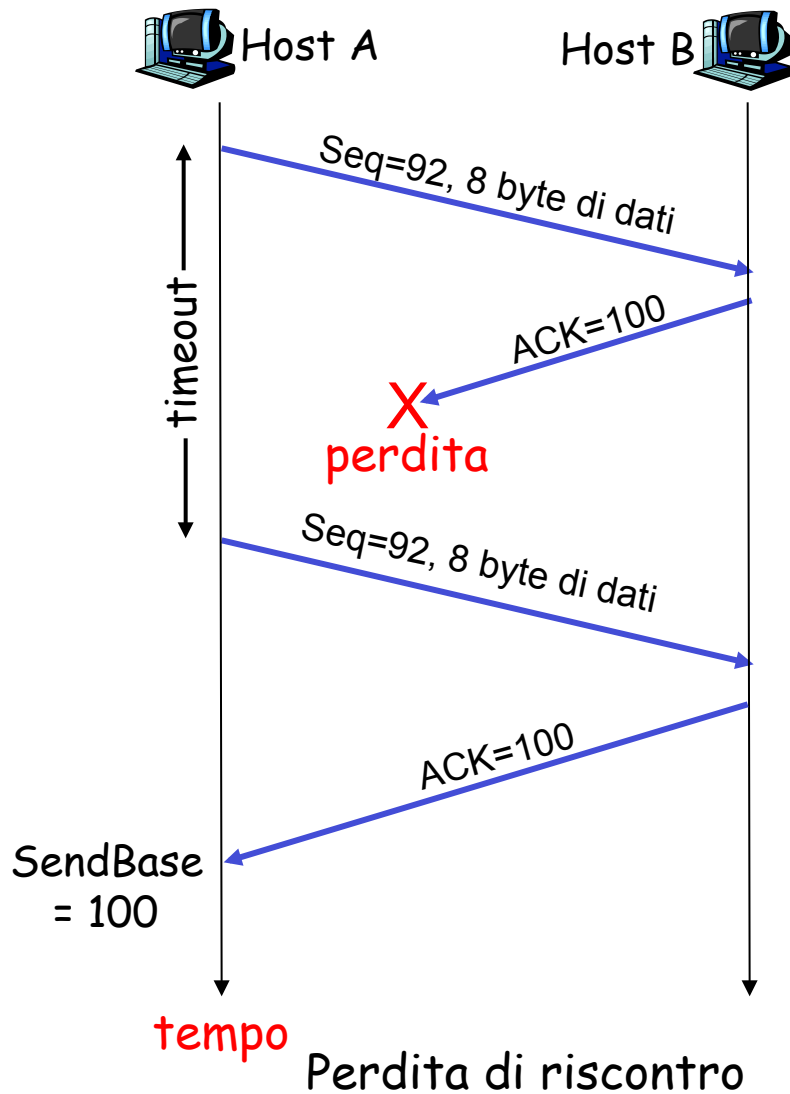 Host A
Host B
Seq=92, 8 byte di dati
timeout
ACK=100
X
perdita
Seq=92, 8 byte di dati
ACK=100
SendBase
= 100
tempo
Perdita di riscontro